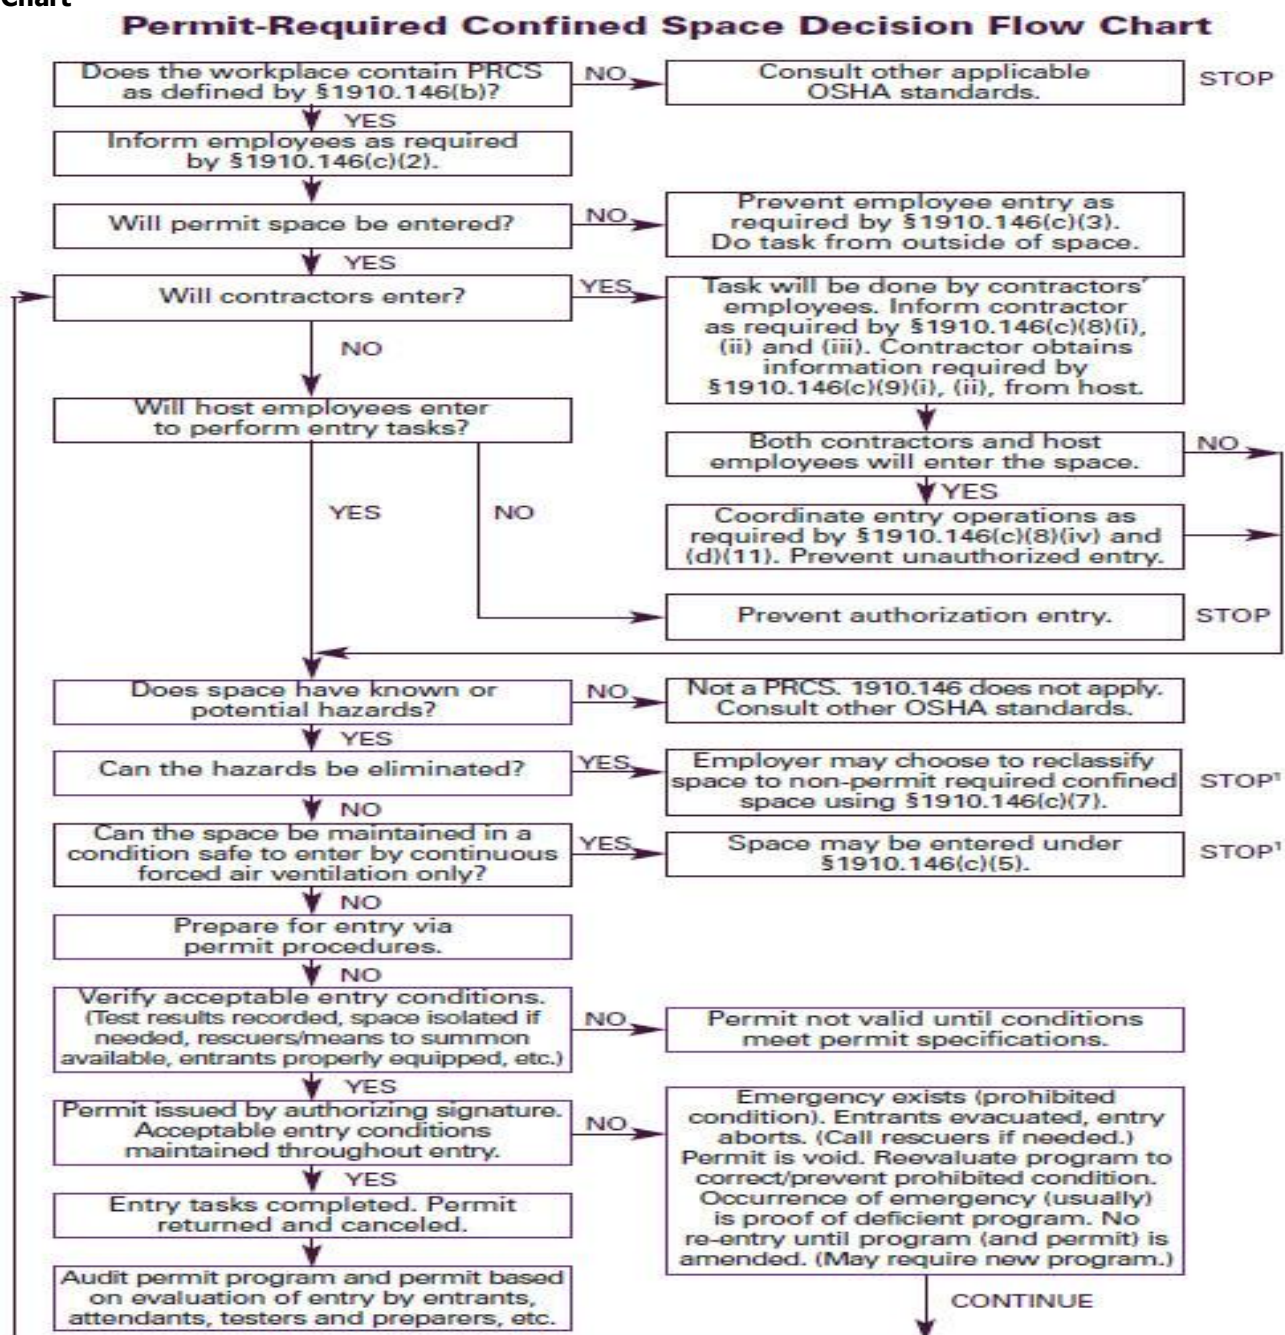 Chart
Permit-Required Confined Space Decision Flow Chart
Does the workplace contain PRCS
as defined by §1910.146(b)?
NO
Consult other applicable
OSHA standards.
STOP
YES
Inform employees as required
by §1910.146(c)(2).
Will permit space be entered?
NO
Prevent employee entry as
required by §1910.146(c)(3).
Do task from outside of space.
YES
Will contractors enter?
YES
Task will be done by contractors'
employees. Inform contractor
as required by §1910.146(c)(8)(i),
(ii) and (iii). Contractor obtains
information required by
§1910.146(c)(9)(i), (ii), from host.
NO
Will host employees enter
to perform entry tasks?
Both contractors and host
employees will enter the space.
NO
YES
YES
NO
Coordinate entry operations as
required by §1910.146(c)(8)(iv) and
(d)(11). Prevent unauthorized entry.
Prevent authorization entry.
STOP
Does space have known or
potential hazards?
NO
Not a PRCS. 1910.146 does not apply.
Consult other OSHA standards.
YES
Can the hazards be eliminated?
YES
Employer may choose to reclassify
space to non-permit required confined
space using §1910.146(c)(7).
STOP¹
NO
Can the space be maintained in a
condition safe to enter by continuous
forced air ventilation only?
YES
Space may be entered under
§1910.146(c)(5).
STOP¹
NO
Prepare for entry via
permit procedures.
NO
Verify acceptable entry conditions.
(Test results recorded, space isolated if
needed, rescuers/means to summon
available, entrants properly equipped, etc.)
NO
Permit not valid until conditions
meet permit specifications.
YES
Permit issued by authorizing signature.
Acceptable entry conditions
maintained throughout entry.
NO
Emergency exists (prohibited
condition). Entrants evacuated, entry
aborts. (Call rescuers if needed.)
Permit is void. Reevaluate program to
correct/prevent prohibited condition.
Occurrence of emergency (usually)
is proof of deficient program. No
re-entry until program (and permit) is
amended. (May require new program.)
YES
Entry tasks completed. Permit
returned and canceled.
Audit permit program and permit based
on evaluation of entry by entrants,
attendants, testers and preparers, etc.
CONTINUE